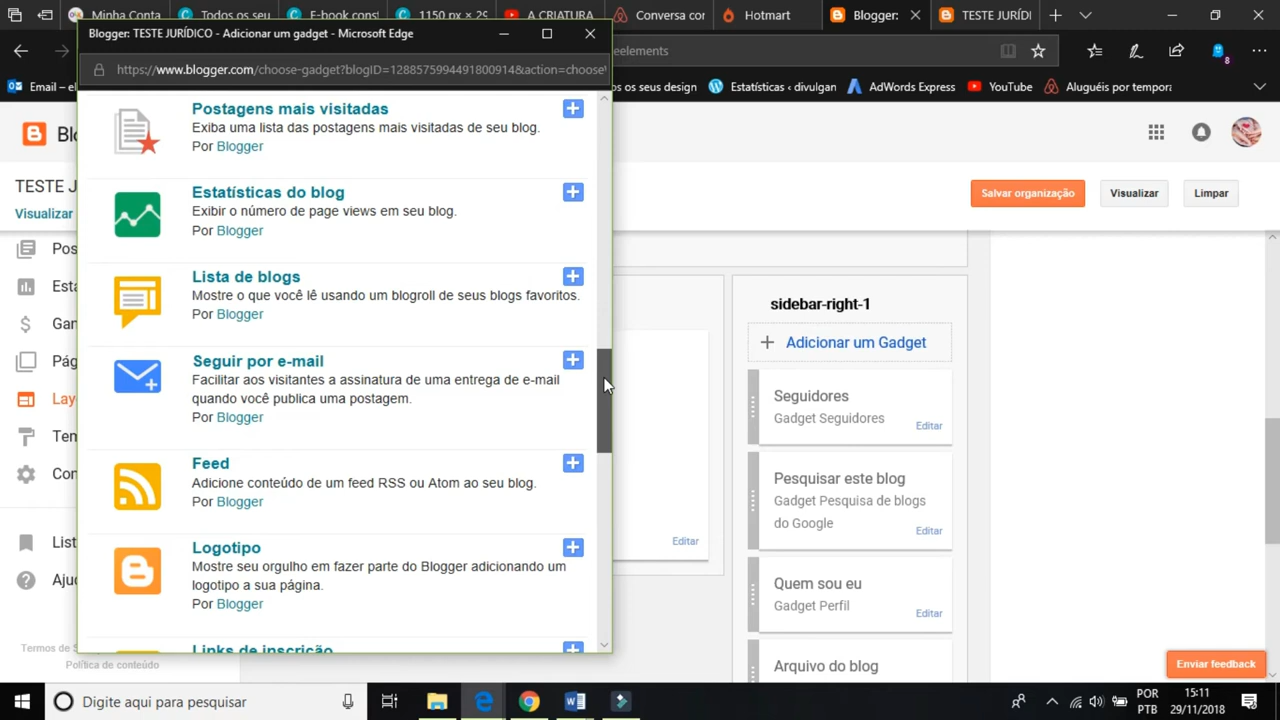 Minha Conta
Todos os seu
E-book cons
1150 px × 29
A CRIATURA
Conversa cor
Hotmart
Blogger:
TESTE JURÍDI
Blogger: TESTE JURÍDICO - Adicionar um gadget - Microsoft Edge
eelements
https://www.blogger.com/choose-gadget?blogID=1288575994491800914&action=choose
8
Email – el
os os seus design
Estatísticas ‹ divulgan
AdWords Express
YouTube
Aluguéis por tempora
Blo
TESTE J
Visualizar
Salvar organização
Visualizar
Limpar
Pos
Esta
Gan
Pág
Lay
Tem
Con
List
Ajud
Termos de S
Política de conteúdo
Postagens mais visitadas
Exiba uma lista das postagens mais visitadas de seu blog.
Por Blogger
Estatísticas do blog
Exibir o número de page views em seu blog.
Por Blogger
Lista de blogs
Mostre o que você lê usando um blogroll de seus blogs favoritos.
Por Blogger
Seguir por e-mail
Facilitar aos visitantes a assinatura de uma entrega de e-mail
quando você publica uma postagem.
Por Blogger
Feed
Adicione conteúdo de um feed RSS ou Atom ao seu blog.
Por Blogger
Logotipo
Mostre seu orgulho em fazer parte do Blogger adicionando um
logotipo a sua página.
Por Blogger
Links de inscrição
Editar
sidebar-right-1
Adicionar um Gadget
Seguidores
Gadget Seguidores
Editar
Pesquisar este blog
Gadget Pesquisa de blogs
do Google
Editar
Quem sou eu
Gadget Perfil
Editar
Arquivo do blog
Enviar feedback
Digite aqui para pesquisar
POR
PTB
15:11
29/11/2018